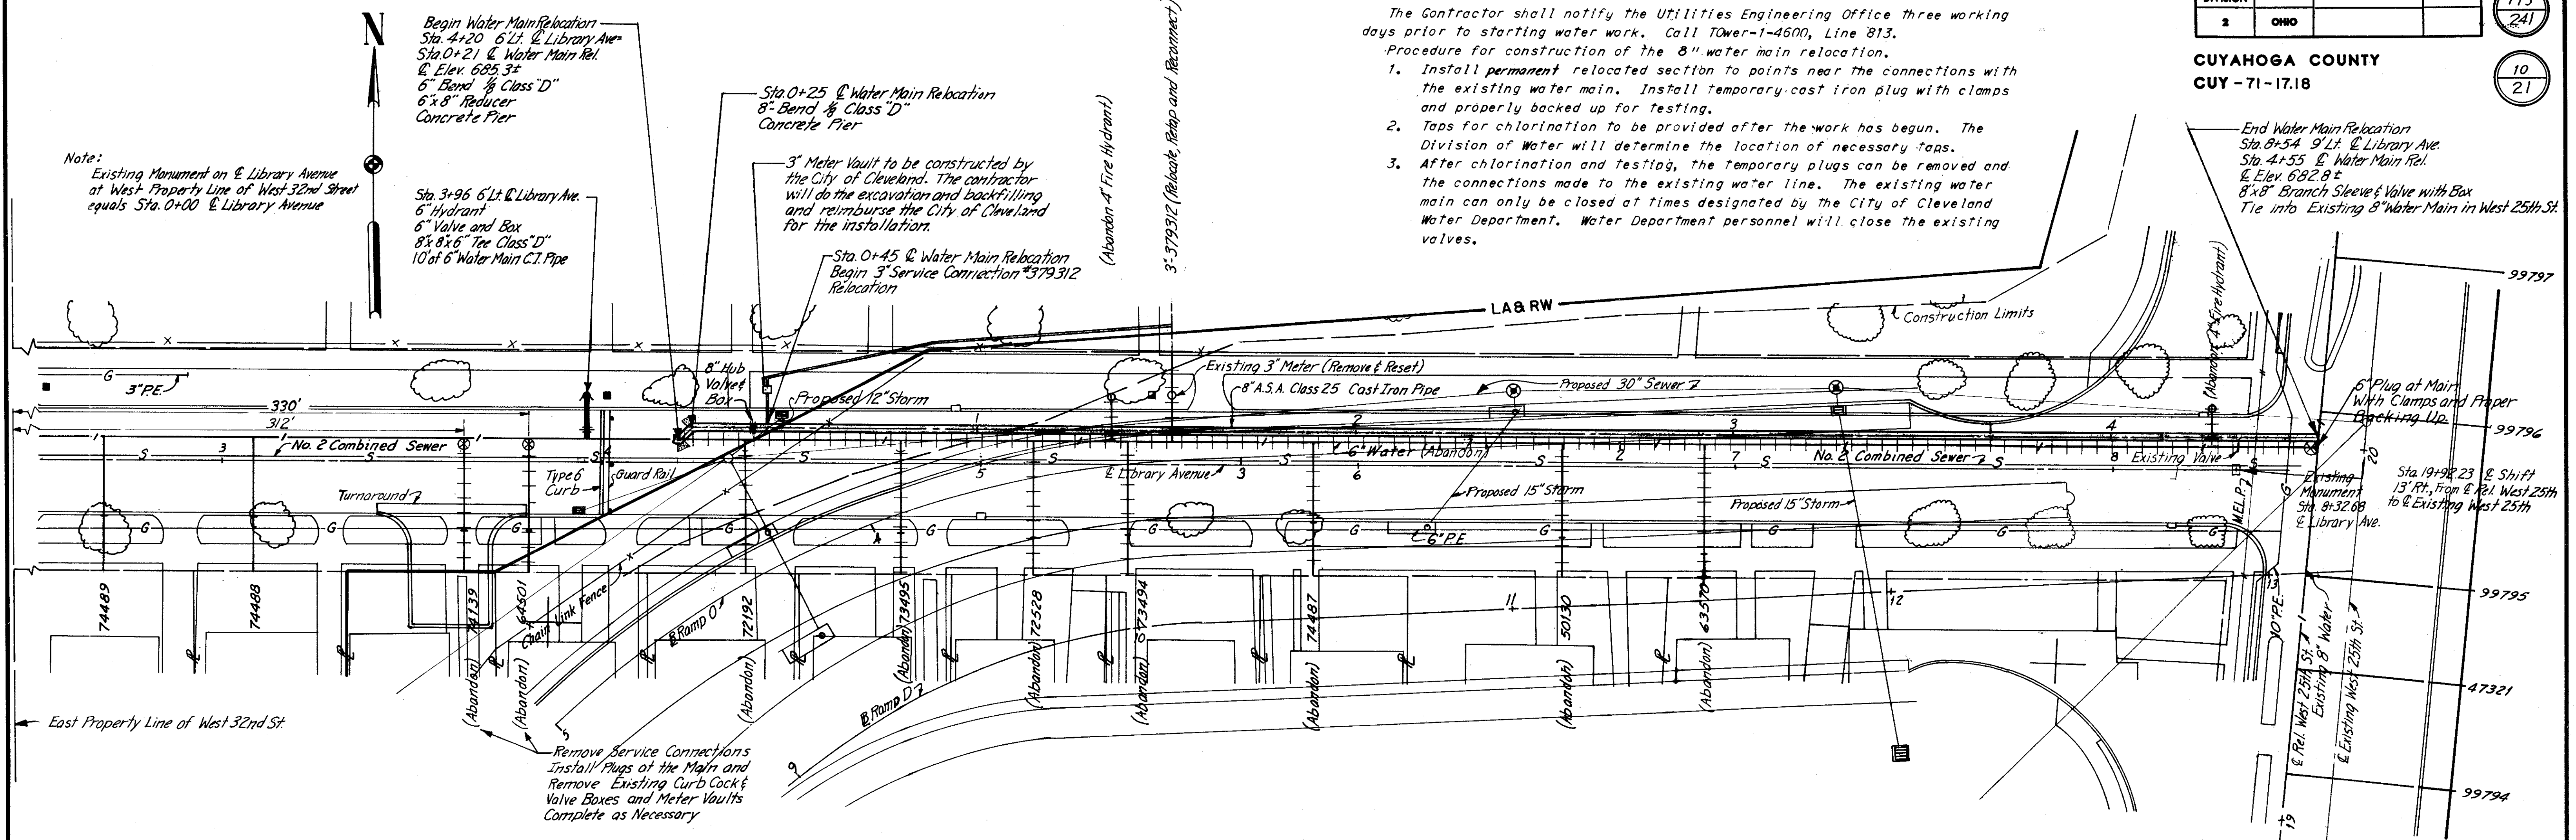 The Contractor shall notify the Utilities Engineering Office three working
days prior to starting water work. Call TOwer-1-4600, Line 813.
Procedure for construction of the 8" water main relocation.
1. Install permanent relocated section to points near the connections with
the existing water main. Install temporary cast iron plug with clamps
and properly backed up for testing.
2. Taps for chlorination to be provided after the work has begun. The
Division of Water will determine the location of necessary taps.
3. After chlorination and testing, the temporary plugs can be removed and
the connections made to the existing water line. The existing water
main can only be closed at times designated by the City of Cleveland
Water Department. Water Department personnel will close the existing
valves.
2 OHIO
241
CUYAHOGA COUNTY
CUY-71-17.18
10
21
N
Begin Water Main Relocation
Sta. 4+20 6' Lt. ℄ Library Ave=
Sta. 0+21 ℄ Water Main Rel.
℄ Elev. 685.3±
6" Bend 1/8 Class "D"
6"x8" Reducer
Concrete Pier
Sta. 0+25 ℄ Water Main Relocation
8"-Bend 1/8 Class "D"
Concrete Pier
3" Meter Vault to be constructed by
the City of Cleveland. The contractor
will do the excavation and backfilling
and reimburse the City of Cleveland
for the installation.
Note:
Existing Monument on ℄ Library Avenue
at West Property Line of West 32nd Street
equals Sta. 0+00 ℄ Library Avenue
Sta. 3+96 6' Lt. ℄ Library Ave.
6" Hydrant
6" Valve and Box
8"x8"x6" Tee Class "D"
10' of 6" Water Main C.I. Pipe
Sta. 0+45 ℄ Water Main Relocation
Begin 3" Service Connection #379312
Relocation
(Abandon 4" Fire Hydrant)
3"-379312 (Relocate, Retap and Reconnect)
End Water Main Relocation
Sta. 8+54 9' Lt. ℄ Library Ave.
Sta. 4+55 ℄ Water Main Rel.
℄ Elev. 682.8±
8"x8" Branch Sleeve & Valve with Box
Tie into Existing 8" Water Main in West 25th St.
(Abandon 4" Fire Hydrant)
99797
LA & RW
Construction Limits
G
3" P.E.
8" Hub
Valve &
Box
Proposed 12" Storm
Existing 3" Meter (Remove & Reset)
8" A.S.A. Class 25 Cast Iron Pipe
Proposed 30" Sewer
6" Plug at Main
With Clamps and Proper
Backing Up.
330'
312'
1 2 3 4
99796
3 No. 2 Combined Sewer
S S S S S S
6" Water (Abandon)
℄ Library Avenue
3 5 6 7 8
No. 2 Combined Sewer
Existing Valve
M.E.L.P.
20
Type 6
Curb
Guard Rail
Turnaround
Proposed 15" Storm
Proposed 15" Storm
Existing
Monument
Sta. 8+32.68
℄ Library Ave.
Sta. 19+92.23 ℄ Shift
13' Rt., From ℄ Rel. West 25th
to ℄ Existing West 25th
G G G G G G G G G G
4
6" P.E.
Chain Link Fence
B Ramp O
B Ramp D
11
12
13
10" P.E.
99795
74489
74488
74139
(Abandon)
64501
(Abandon)
72192
(Abandon)
73495
(Abandon)
72528
(Abandon)
73494
(Abandon)
74487
(Abandon)
50130
(Abandon)
63570
(Abandon)
℄ Rel. West 25th St.
Existing 8" Water
℄ Existing West 25th St.
47321
East Property Line of West 32nd St.
5
9
Remove Service Connections
Install Plugs at the Main and
Remove Existing Curb Cock &
Valve Boxes and Meter Vaults
Complete as Necessary
99794
19